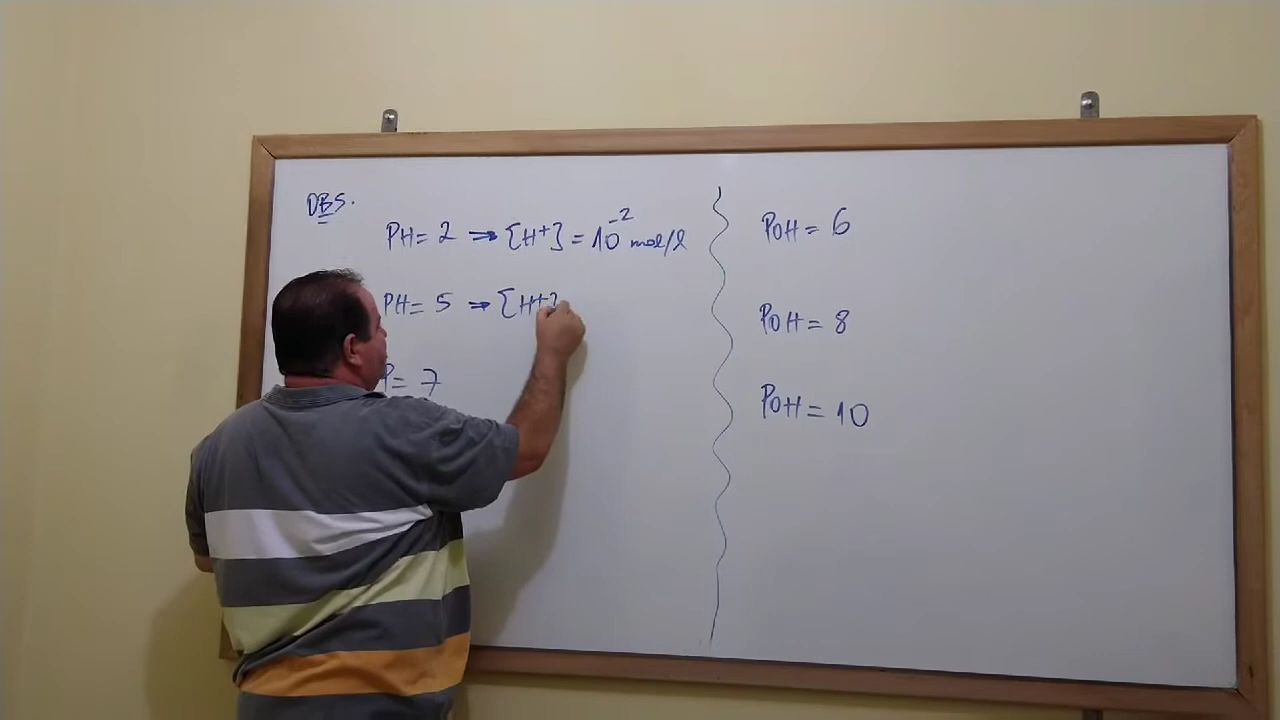 OBS.
PH= 2 ⇒ [H+] = 10⁻² mol/l
PH= 5 ⇒ [H+]
P= 7
POH = 6
POH = 8
POH = 10